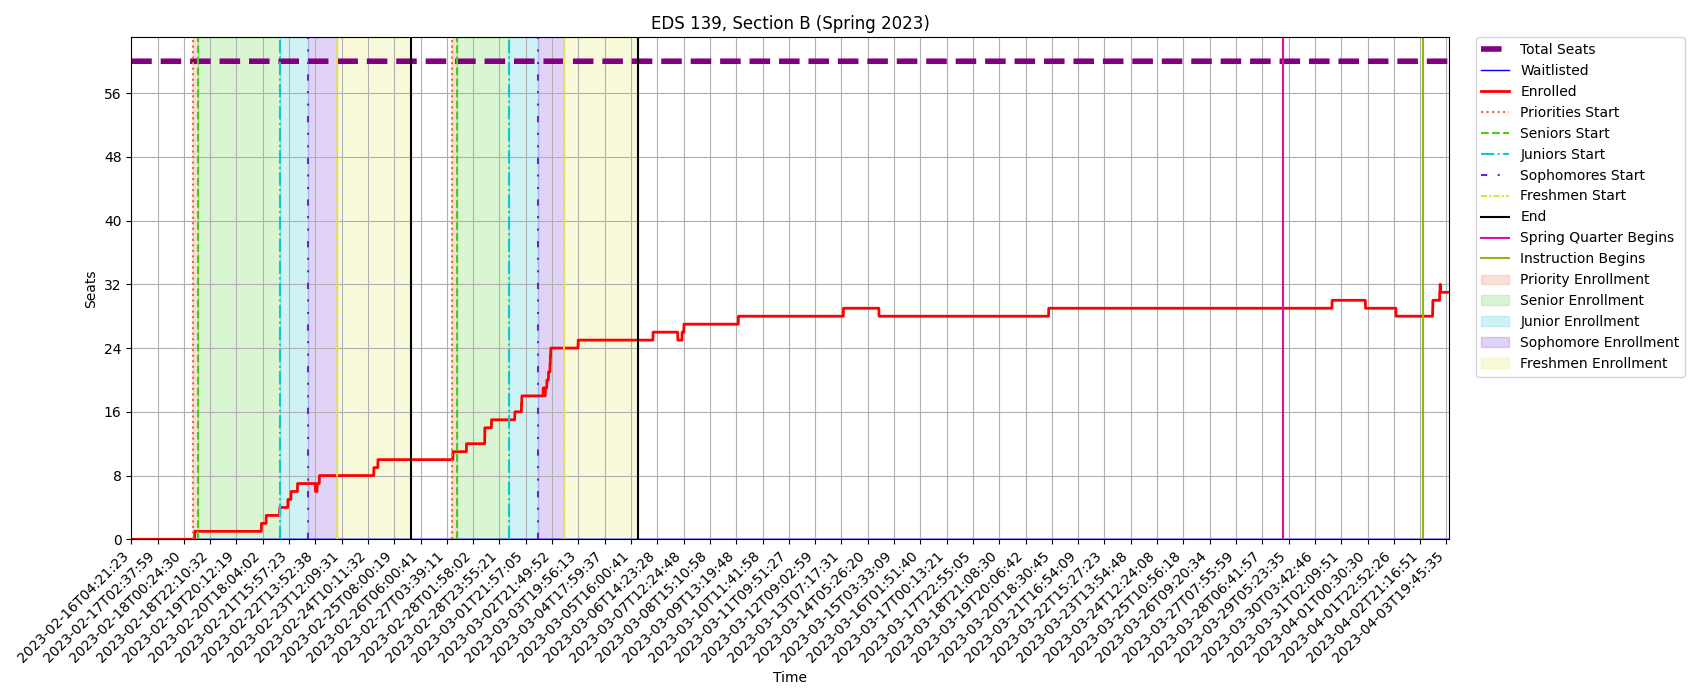 EDS 139, Section B (Spring 2023)
Seats
56
48
40
32
24
16
8
0
2023-02-16T04:21:23
2023-02-17T02:37:59
2023-02-18T00:24:30
2023-02-18T22:10:32
2023-02-19T20:12:19
2023-02-20T18:04:02
2023-02-21T15:57:23
2023-02-22T13:52:38
2023-02-23T12:09:31
2023-02-24T10:11:32
2023-02-25T08:00:19
2023-02-26T06:00:41
2023-02-27T03:39:11
2023-02-28T01:58:02
2023-02-28T23:55:21
2023-03-01T21:57:05
2023-03-02T21:49:52
2023-03-03T19:56:13
2023-03-04T17:59:37
2023-03-05T16:00:41
2023-03-06T14:23:28
2023-03-07T12:24:48
2023-03-08T15:10:58
2023-03-09T13:19:48
2023-03-10T11:41:58
2023-03-11T09:51:27
2023-03-12T09:02:59
2023-03-13T07:17:31
2023-03-14T05:26:20
2023-03-15T03:33:09
2023-03-16T01:51:40
2023-03-17T00:13:21
2023-03-17T22:55:05
2023-03-18T21:08:30
2023-03-19T20:06:42
2023-03-20T18:30:45
2023-03-21T16:54:09
2023-03-22T15:27:23
2023-03-23T13:54:48
2023-03-24T12:24:08
2023-03-25T10:56:18
2023-03-26T09:20:34
2023-03-27T07:55:59
2023-03-28T06:41:57
2023-03-29T05:23:35
2023-03-30T03:42:46
2023-03-31T02:09:51
2023-04-01T00:30:30
2023-04-01T22:52:26
2023-04-02T21:16:51
2023-04-03T19:45:35
Time
Total Seats
Waitlisted
Enrolled
Priorities Start
Seniors Start
Juniors Start
Sophomores Start
Freshmen Start
End
Spring Quarter Begins
Instruction Begins
Priority Enrollment
Senior Enrollment
Junior Enrollment
Sophomore Enrollment
Freshmen Enrollment